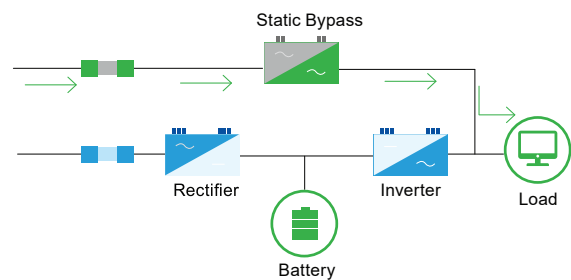 Static Bypass
Rectifier
Inverter
Load
Battery